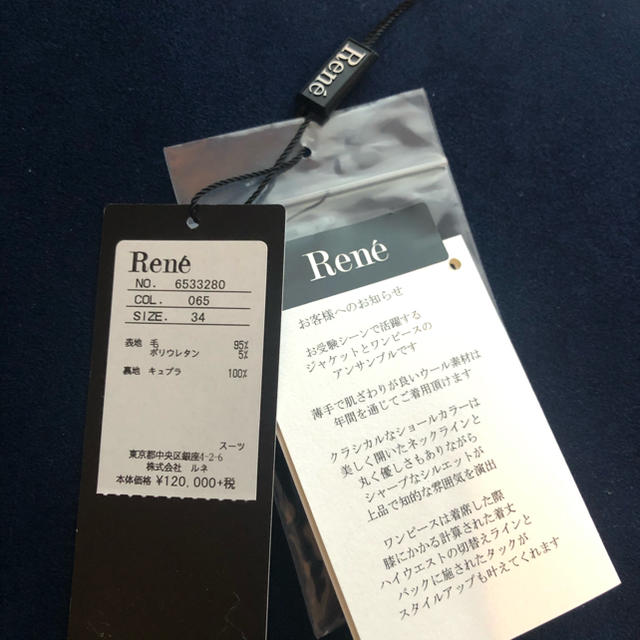 René
René
NO. 6533280
COL. 065
SIZE. 34
表地 毛 95%
ポリウレタン 5%
裏地 キュプラ 100%
スーツ
東京都中央区銀座4-2-6
株式会社 ルネ
本体価格 ¥120,000+税
René
お客様へのお知らせ
お受験シーンで活躍する
ジャケットとワンピースの
アンサンブルです
薄手で肌ざわりが良いウール素材は
年間を通じてご着用頂けます
クラシカルなショールカラーは
美しく開いたネックラインと
丸く優しさもありながら
シャープなシルエットが
上品で知的な雰囲気を演出
ワンピースは着席した際
膝にかかる計算された着丈
ハイウエストの切替えラインと
バックに施されたタックが
スタイルアップも叶えてくれます